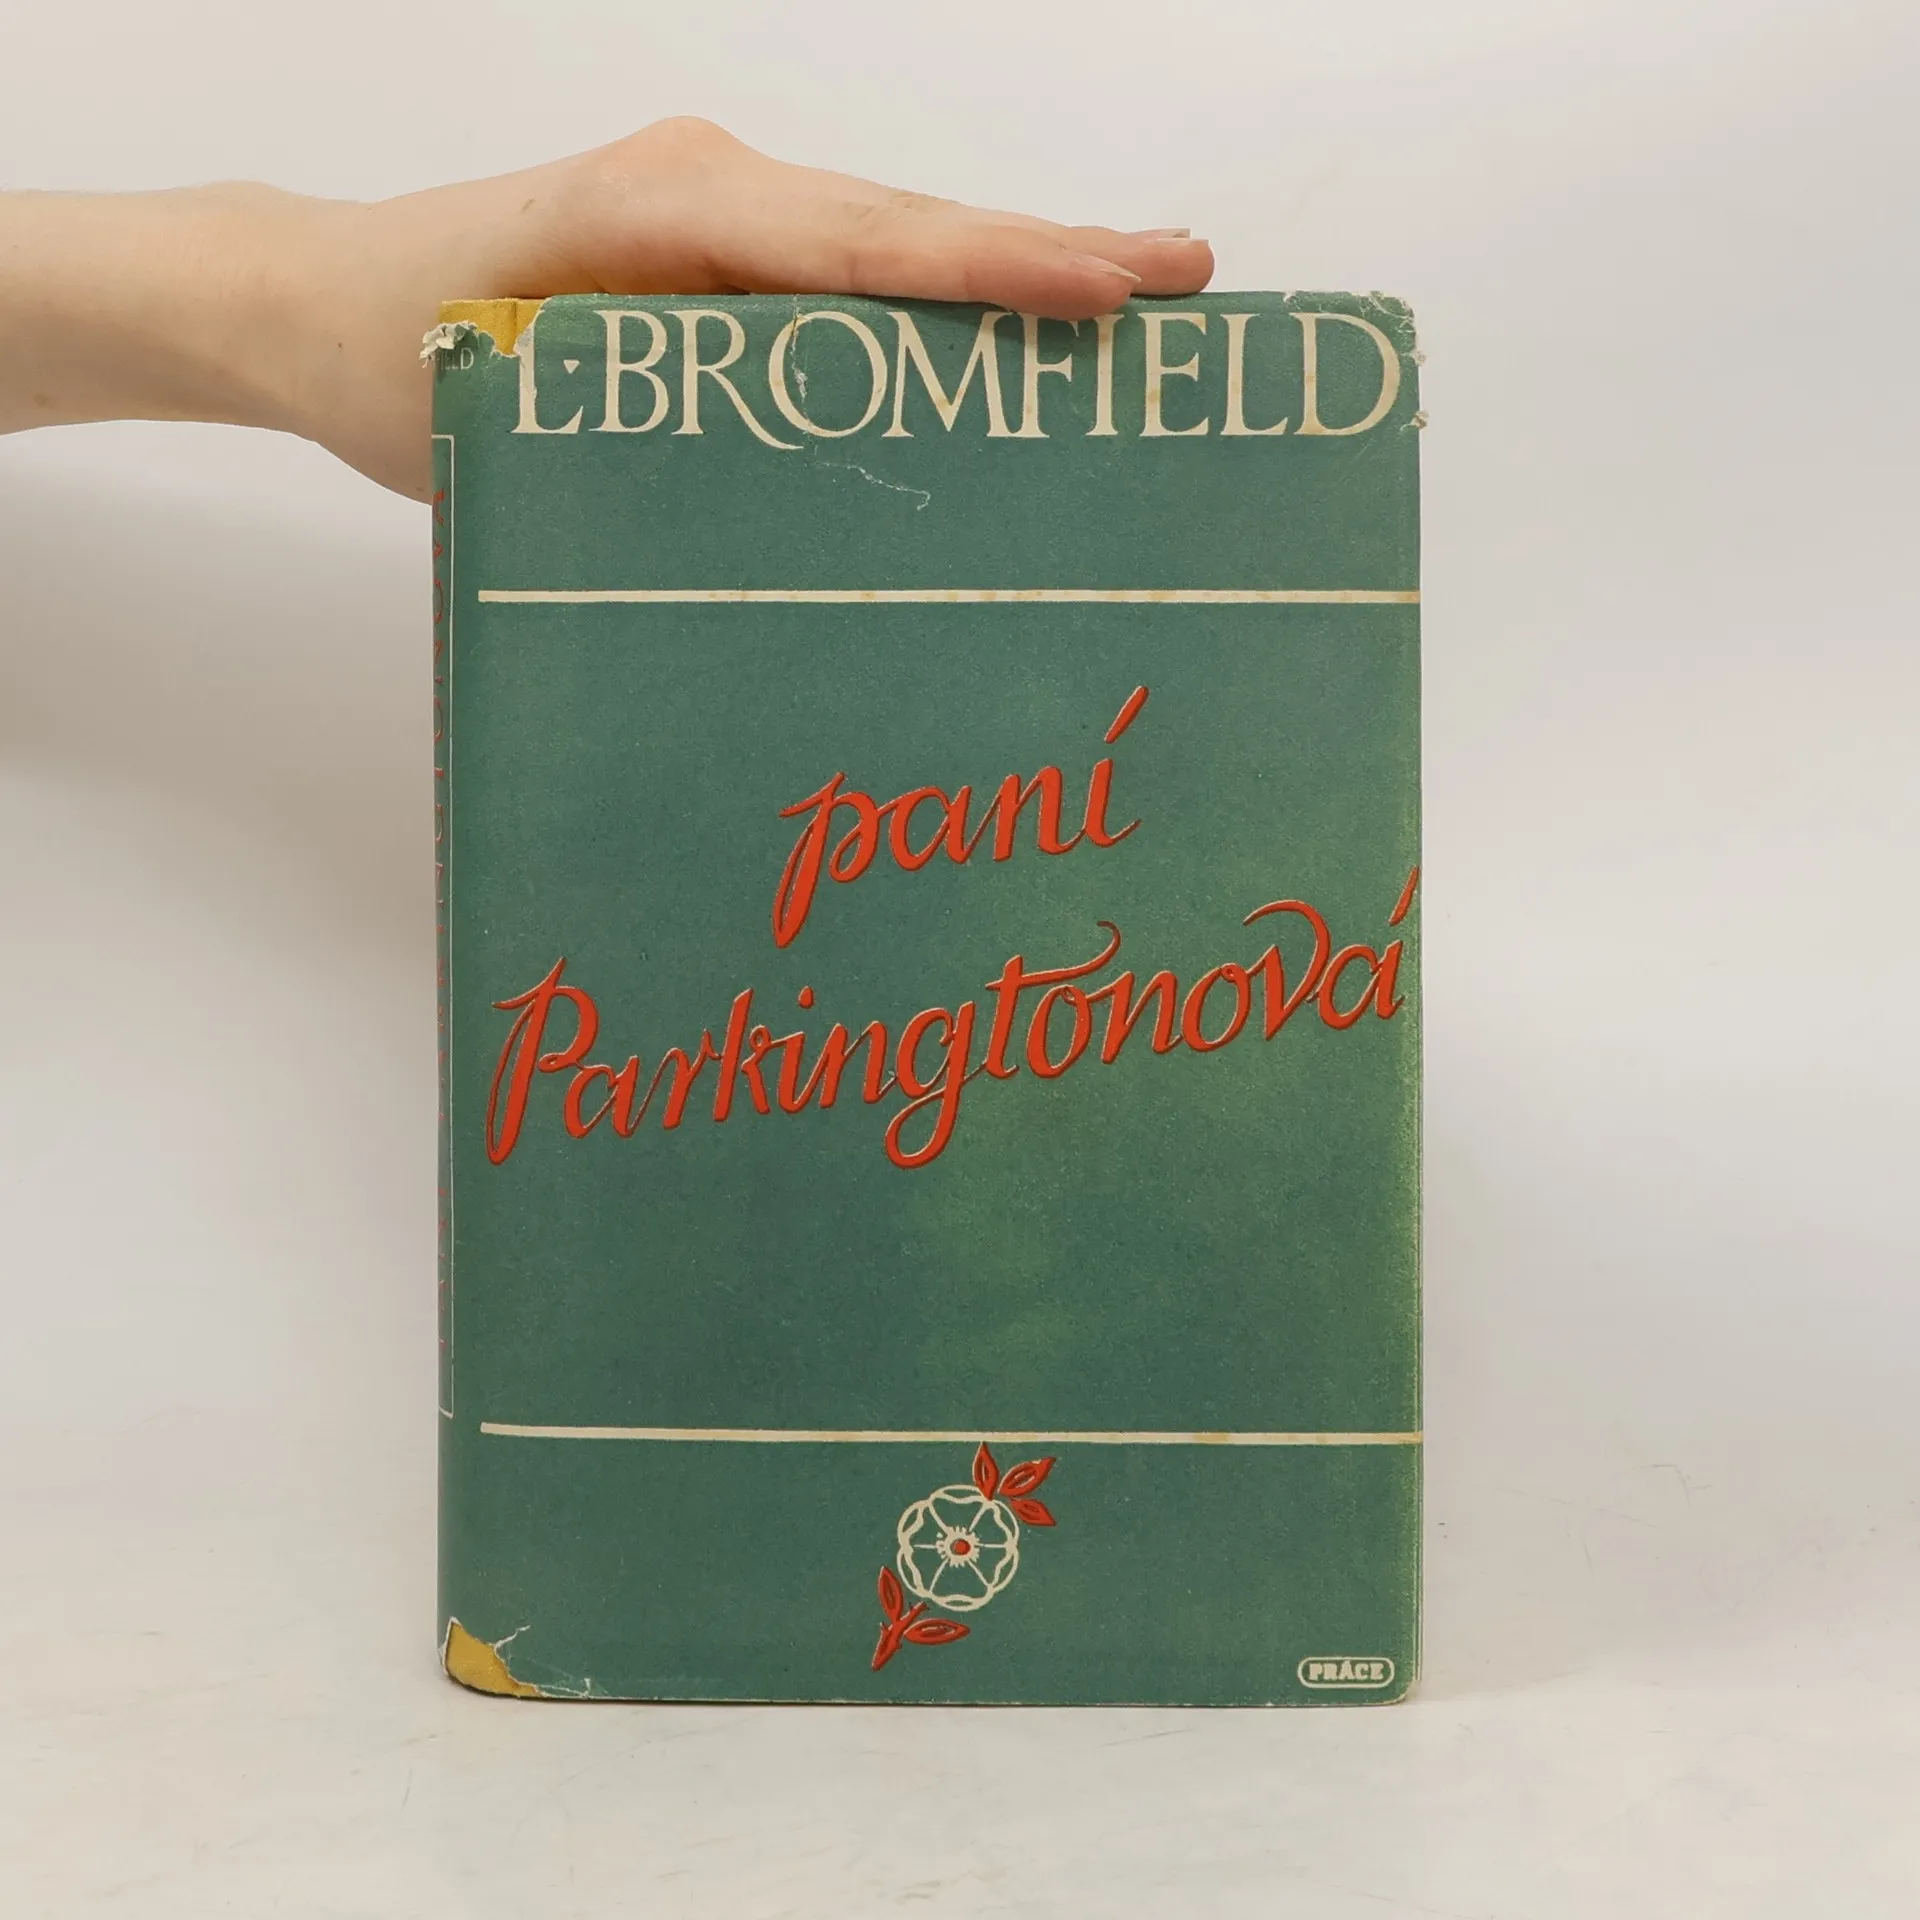 L·BROMFIELD
paní
Parkingtonová
PRÁCE